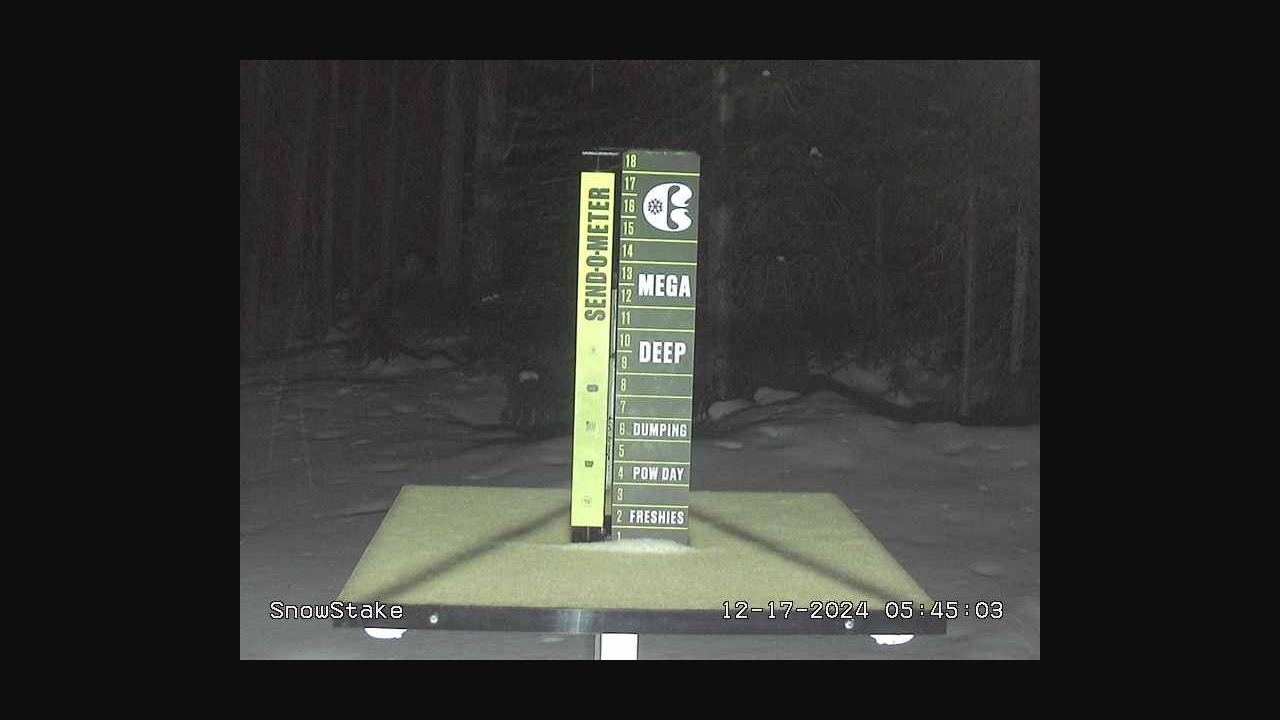 18
17
16
15
14
13
MEGA
12
11
10
DEEP
9
8
7
6 DUMPING
5
4 POW DAY
3
2 FRESHIES
1
SEND-O-METER
SnowStake
12-17-2024 05:45:03